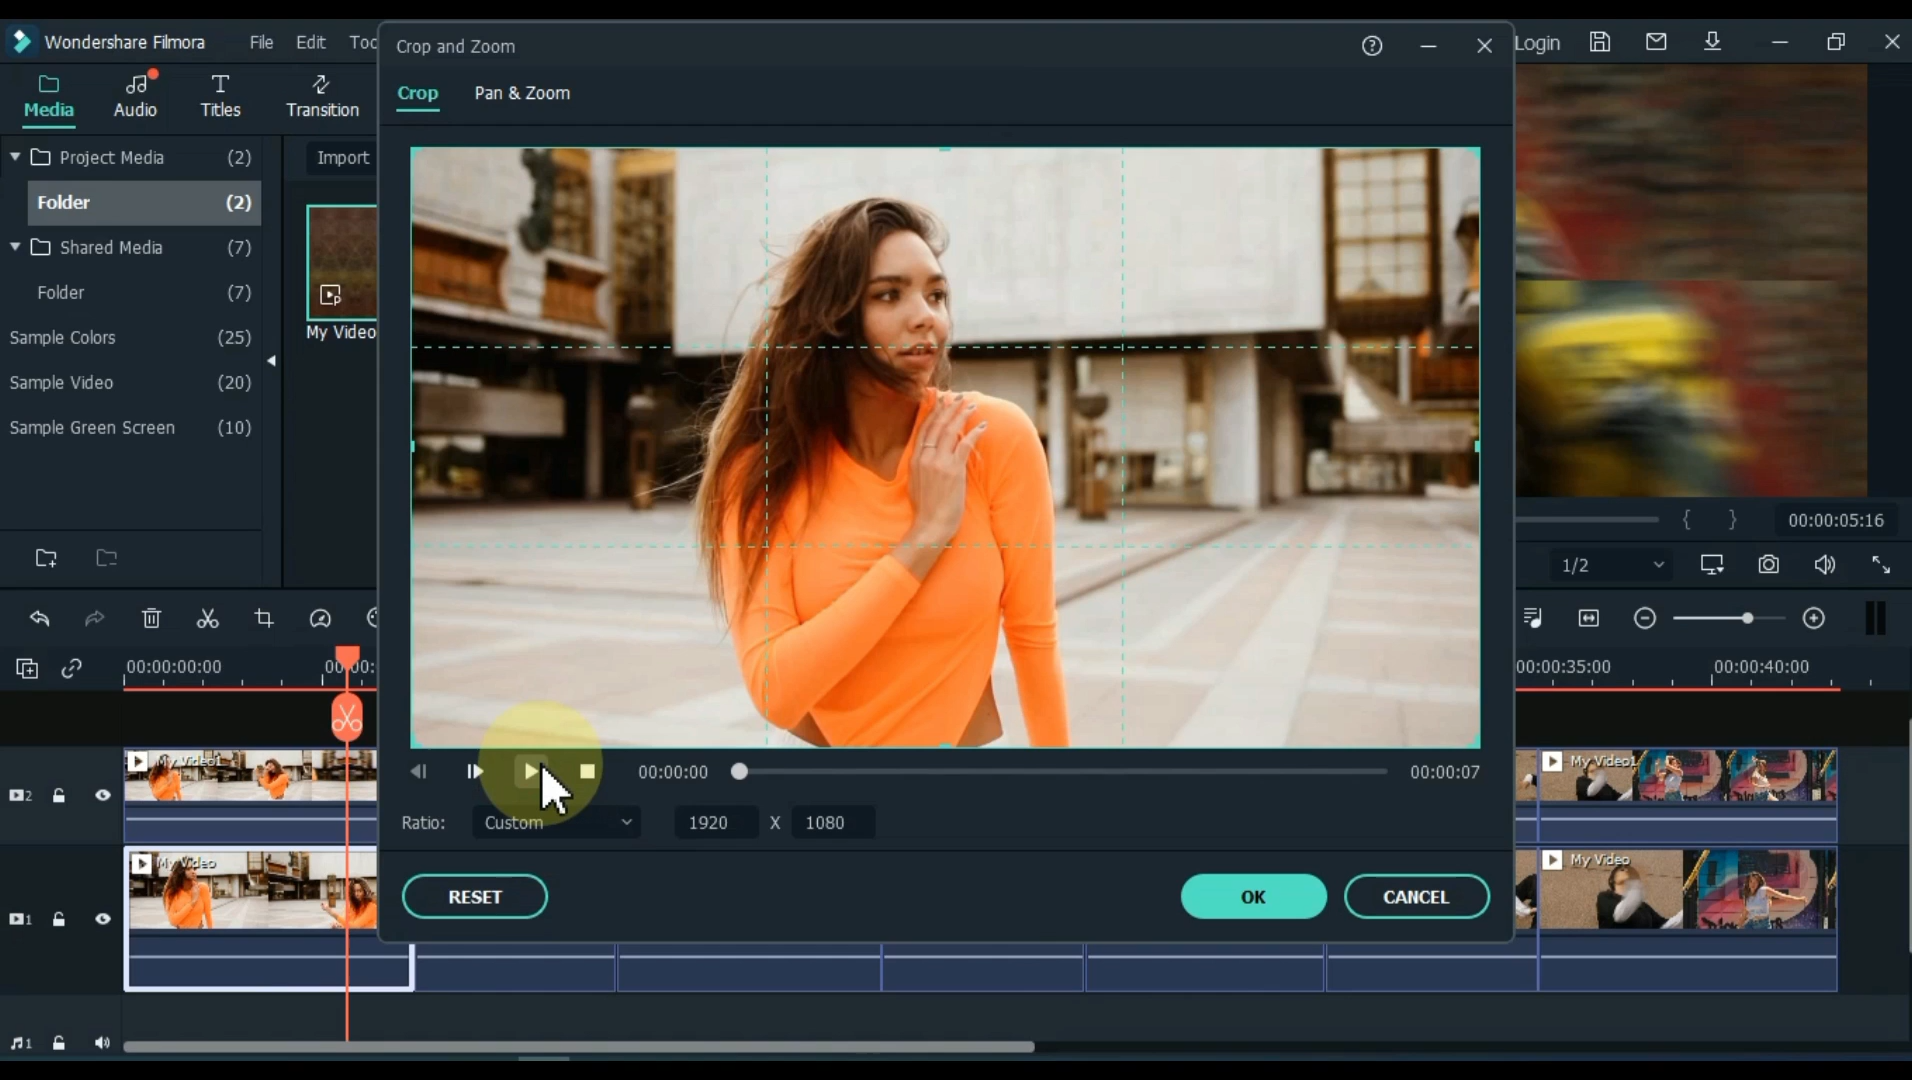 Wondershare Filmora
File
Edit
Crop and Zoom
Login
Media
Audio
Titles
Transition
Crop
Pan & Zoom
Project Media (2)
Folder (2)
Shared Media (7)
Folder (7)
Sample Colors (25)
Sample Video (20)
Sample Green Screen (10)
Import
My Video
00:00:05:16
1/2
00:00:00:00
00:00:35:00
00:00:40:00
00:00:00
00:00:07
Ratio:
Custom
1920 X 1080
RESET
OK
CANCEL
2
My Video1
My Video1
1
My Video
My Video
1